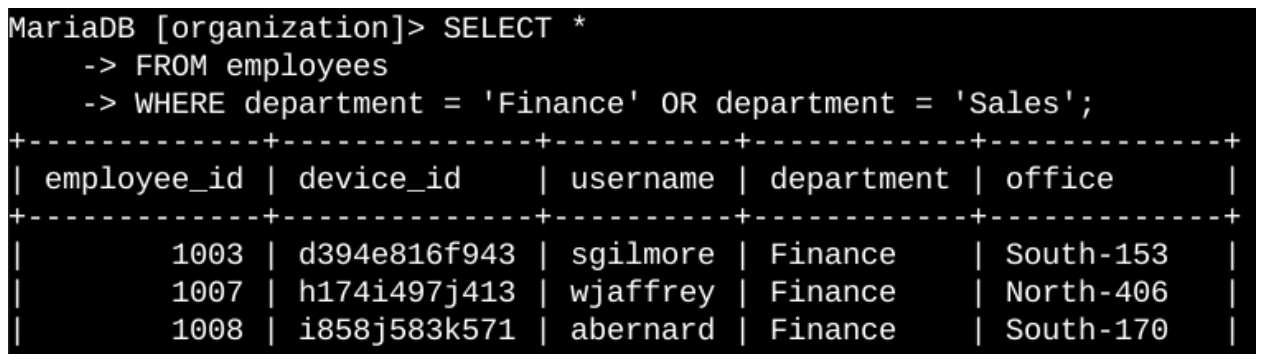 MariaDB [organization]> SELECT *
    -> FROM employees
    -> WHERE department = 'Finance' OR department = 'Sales';
+-------------+--------------+----------+------------+-------------+
| employee_id | device_id    | username | department | office      |
+-------------+--------------+----------+------------+-------------+
|        1003 | d394e816f943 | sgilmore | Finance    | South-153   |
|        1007 | h174i497j413 | wjaffrey | Finance    | North-406   |
|        1008 | i858j583k571 | abernard | Finance    | South-170   |